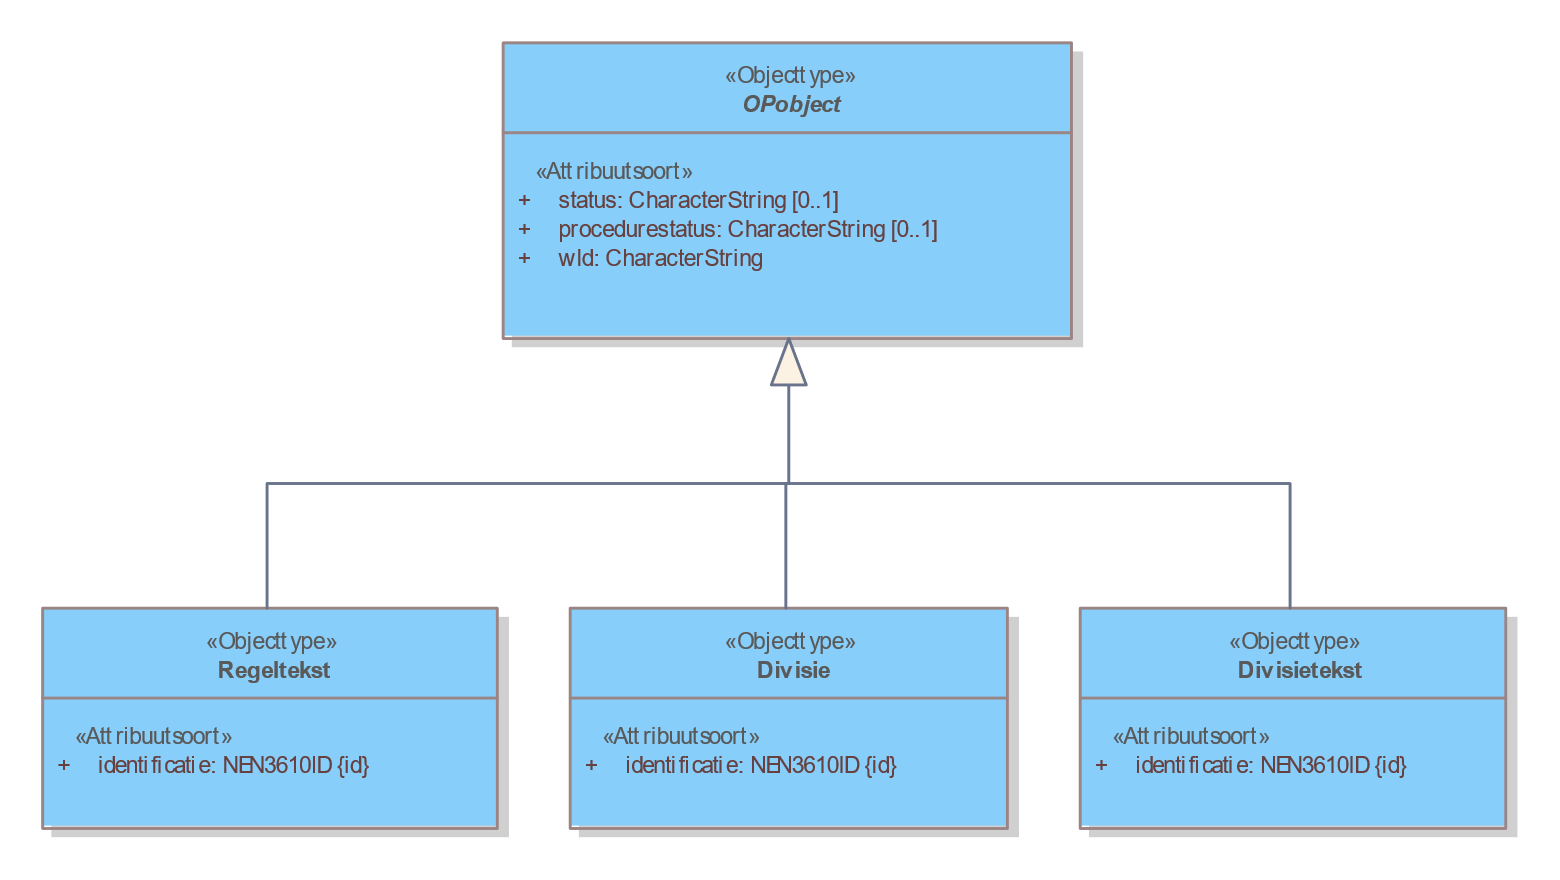 «Objecttype»
OPobject
«Attribuutsoort»
+ status: CharacterString [0..1]
+ procedurestatus: CharacterString [0..1]
+ wId: CharacterString
«Objecttype»
Regeltekst
«Attribuutsoort»
+ identificatie: NEN3610ID {id}
«Objecttype»
Divisie
«Attribuutsoort»
+ identificatie: NEN3610ID {id}
«Objecttype»
Divisietekst
«Attribuutsoort»
+ identificatie: NEN3610ID {id}